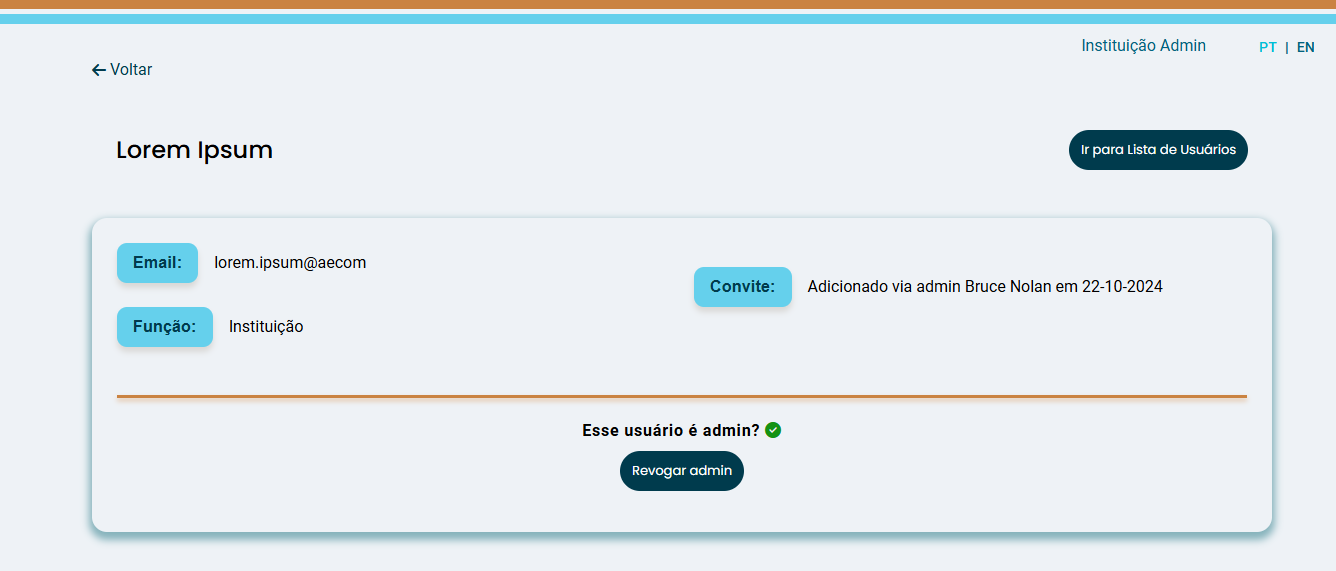 Instituição Admin
PT | EN
Voltar
Lorem Ipsum
Ir para Lista de Usuários
Email: lorem.ipsum@aecom
Convite: Adicionado via admin Bruce Nolan em 22-10-2024
Função: Instituição
Esse usuário é admin?
Revogar admin